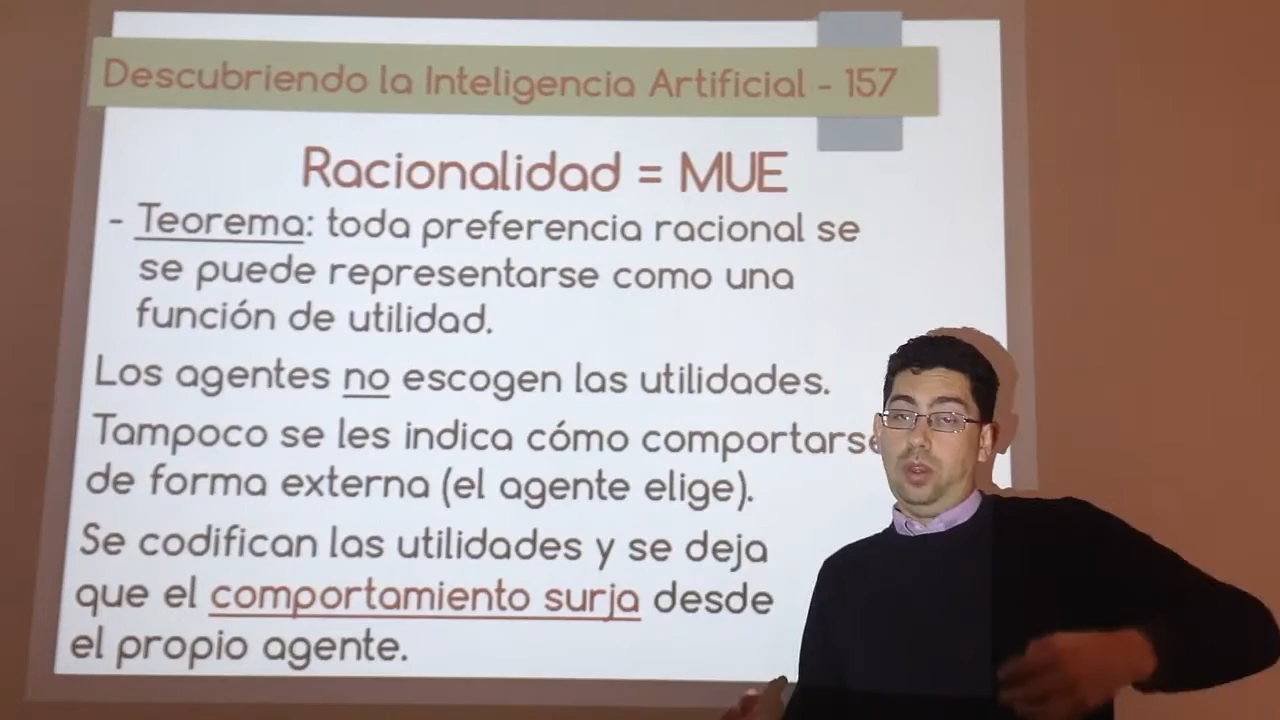 Descubriendo la Inteligencia Artificial - 157
Racionalidad = MUE
- Teorema: toda preferencia racional se
se puede representarse como una
función de utilidad.
Los agentes no escogen las utilidades.
Tampoco se les indica cómo comportarse
de forma externa (el agente elige).
Se codifican las utilidades y se deja
que el comportamiento surja desde
el propio agente.